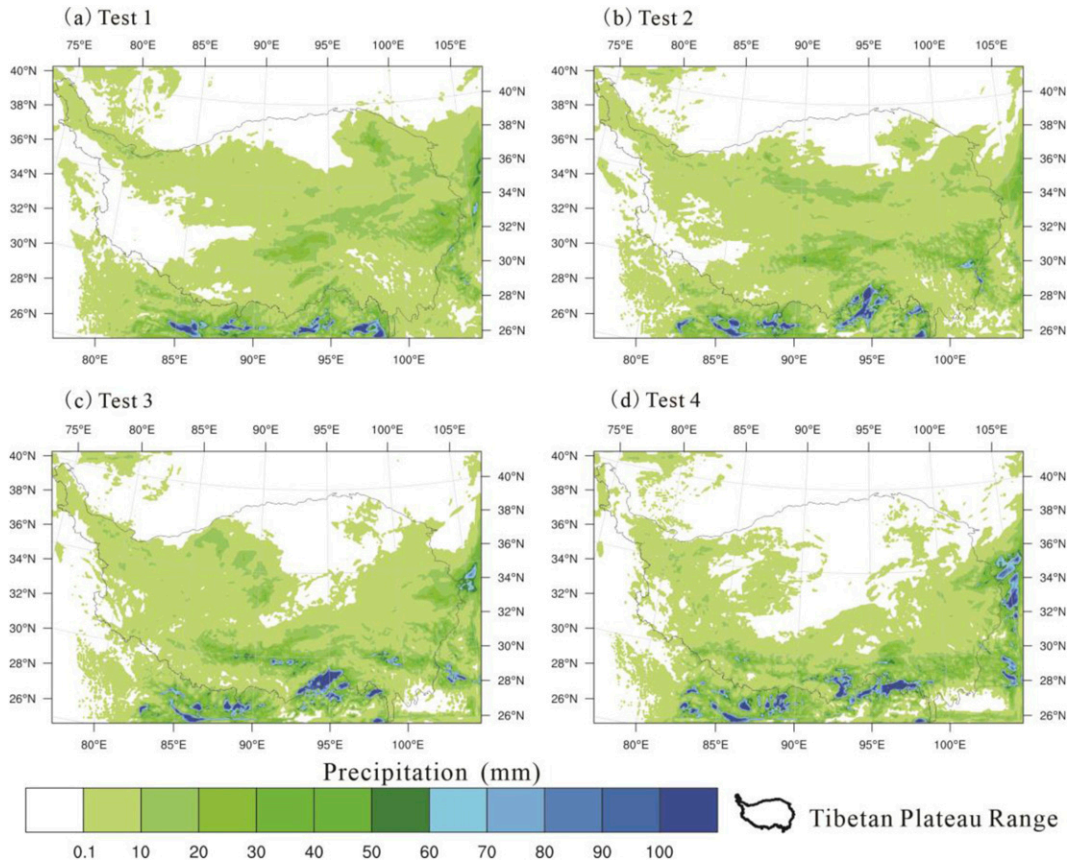 (a) Test 1
(b) Test 2
75°E 80°E 85°E 90°E 95°E 100°E 105°E
75°E 80°E 85°E 90°E 95°E 100°E 105°E
40°N 38°N 36°N 34°N 32°N 30°N 28°N 26°N
40°N 38°N 36°N 34°N 32°N 30°N 28°N 26°N
40°N 38°N 36°N 34°N 32°N 30°N 28°N 26°N
40°N 38°N 36°N 34°N 32°N 30°N 28°N 26°N
80°E 85°E 90°E 95°E 100°E
80°E 85°E 90°E 95°E 100°E
(c) Test 3
(d) Test 4
75°E 80°E 85°E 90°E 95°E 100°E 105°E
75°E 80°E 85°E 90°E 95°E 100°E 105°E
40°N 38°N 36°N 34°N 32°N 30°N 28°N 26°N
40°N 38°N 36°N 34°N 32°N 30°N 28°N 26°N
40°N 38°N 36°N 34°N 32°N 30°N 28°N 26°N
40°N 38°N 36°N 34°N 32°N 30°N 28°N 26°N
80°E 85°E 90°E 95°E 100°E
80°E 85°E 90°E 95°E 100°E
Precipitation (mm)
0.1 10 20 30 40 50 60 70 80 90 100
Tibetan Plateau Range